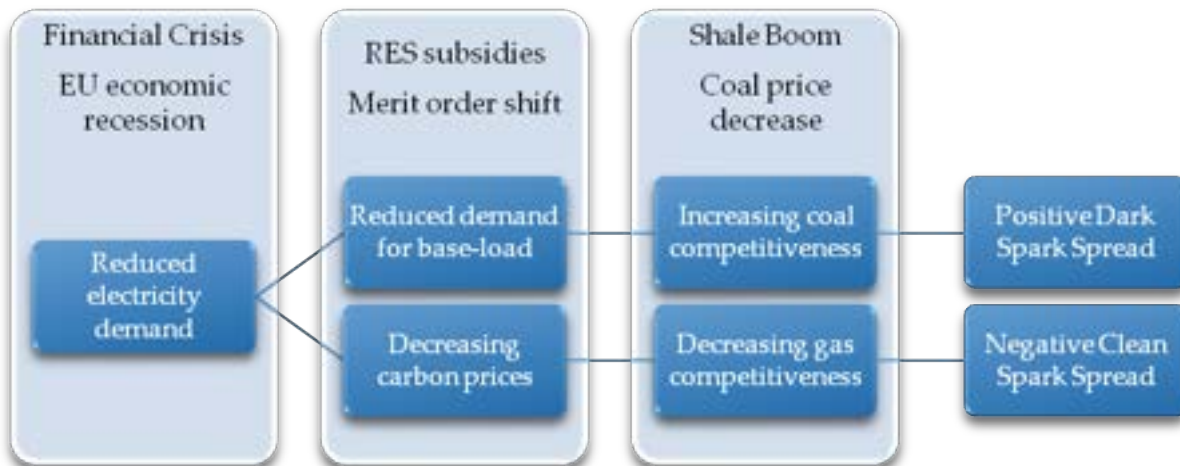 Financial Crisis
EU economic
recession
Reduced
electricity
demand
RES subsidies
Merit order shift
Reduced demand
for base-load
Decreasing
carbon prices
Shale Boom
Coal price
decrease
Increasing coal
competitiveness
Decreasing gas
competitiveness
Positive Dark
Spark Spread
Negative Clean
Spark Spread